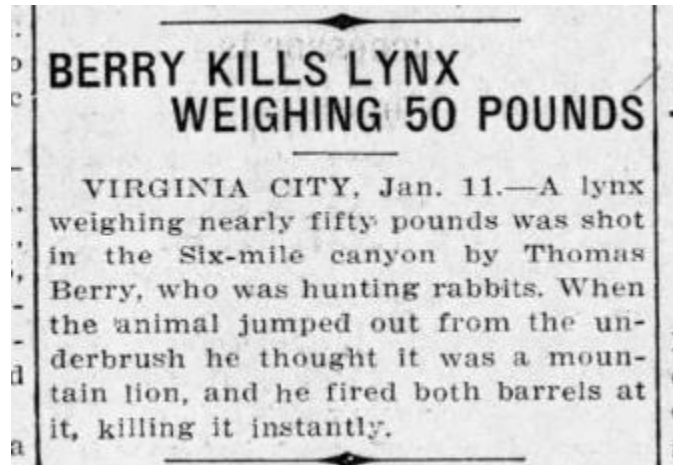 BERRY KILLS LYNX
WEIGHING 50 POUNDS
VIRGINIA CITY, Jan. 11.—A lynx
weighing nearly fifty pounds was shot
in the Six-mile canyon by Thomas
Berry, who was hunting rabbits. When
the animal jumped out from the un-
derbrush he thought it was a moun-
tain lion, and he fired both barrels at
it, killing it instantly.